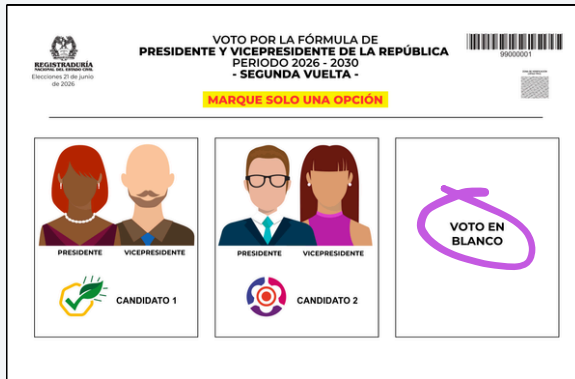 VOTO POR LA FÓRMULA DE
PRESIDENTE Y VICEPRESIDENTE DE LA REPÚBLICA
PERIODO 2026 - 2030
- SEGUNDA VUELTA -
REGISTRADURÍA
NACIONAL DEL ESTADO CIVIL
Elecciones 21 de junio
de 2026
99000001
MARQUE SOLO UNA OPCIÓN
PRESIDENTE VICEPRESIDENTE
CANDIDATO 1
PRESIDENTE VICEPRESIDENTE
CANDIDATO 2
VOTO EN
BLANCO